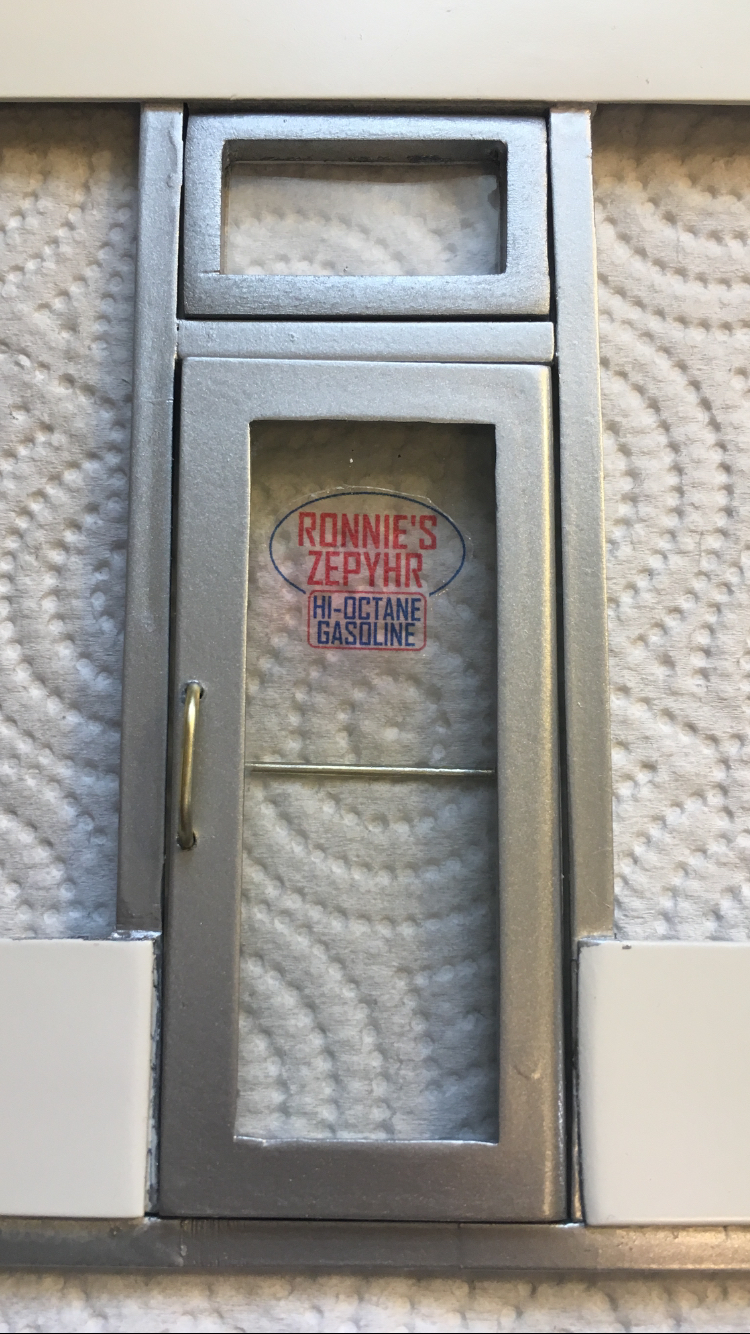 RONNIE'S
ZEPYHR
HI-OCTANE
GASOLINE